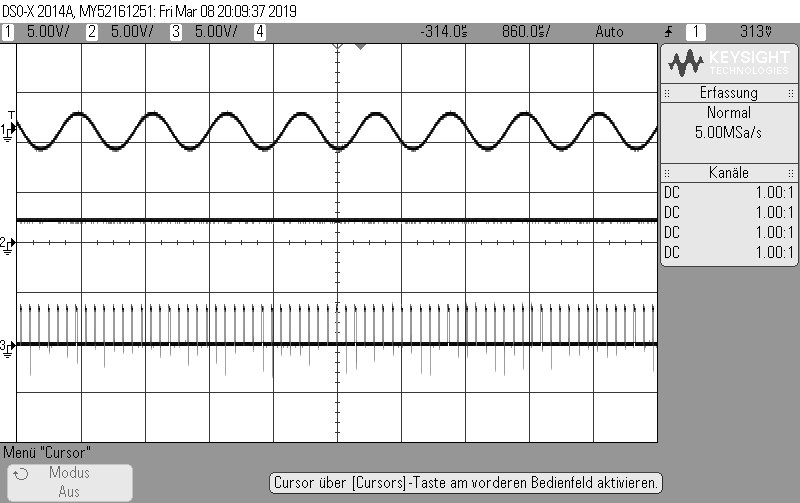 DSO-X 2014A, MY52161251: Fri Mar 08 20:09:37 2019
1 5.00V/ 2 5.00V/ 3 5.00V/ 4 -314.0µs 860.0µs/ Auto 1 313mV
KEYSIGHT
TECHNOLOGIES
Erfassung
Normal
5.00MSa/s
Kanäle
DC 1.00:1
DC 1.00:1
DC 1.00:1
DC 1.00:1
T
1
2
3
Menü "Cursor"
Modus
Aus
Cursor über [Cursors]-Taste am vorderen Bedienfeld aktivieren.